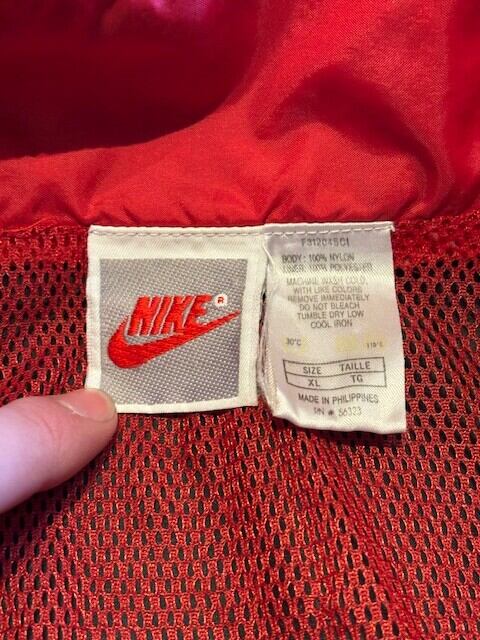 NIKE ®
F31204SC1
BODY: 100% NYLON
LINER: 100% POLYESTER
MACHINE WASH COLD,
WITH LIKE COLORS
REMOVE IMMEDIATELY
DO NOT BLEACH
TUMBLE DRY LOW
COOL IRON
30°C 110°C
SIZE TAILLE
XL TG
MADE IN PHILIPPINES
RN # 56323